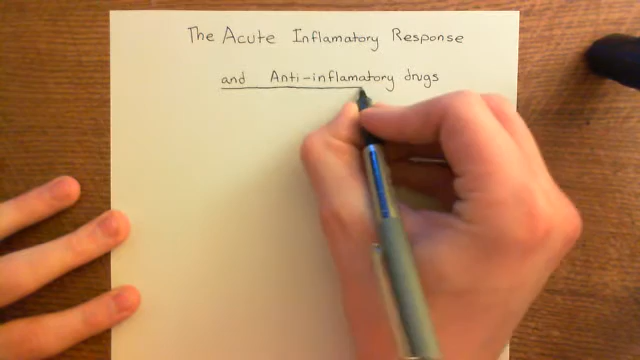 The Acute Inflamatory Response
and Anti-inflamatory drugs